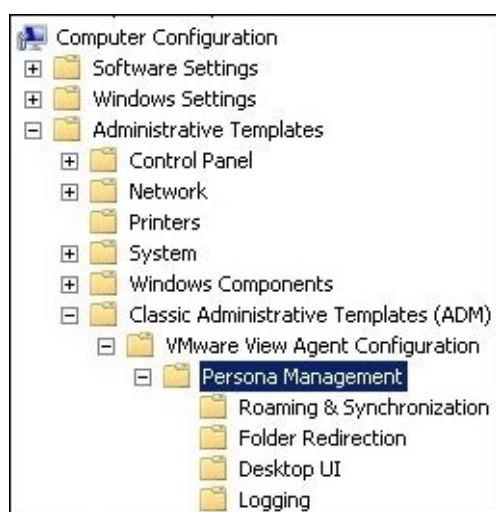 Computer Configuration
Software Settings
Windows Settings
Administrative Templates
Control Panel
Network
Printers
System
Windows Components
Classic Administrative Templates (ADM)
VMware View Agent Configuration
Persona Management
Roaming & Synchronization
Folder Redirection
Desktop UI
Logging